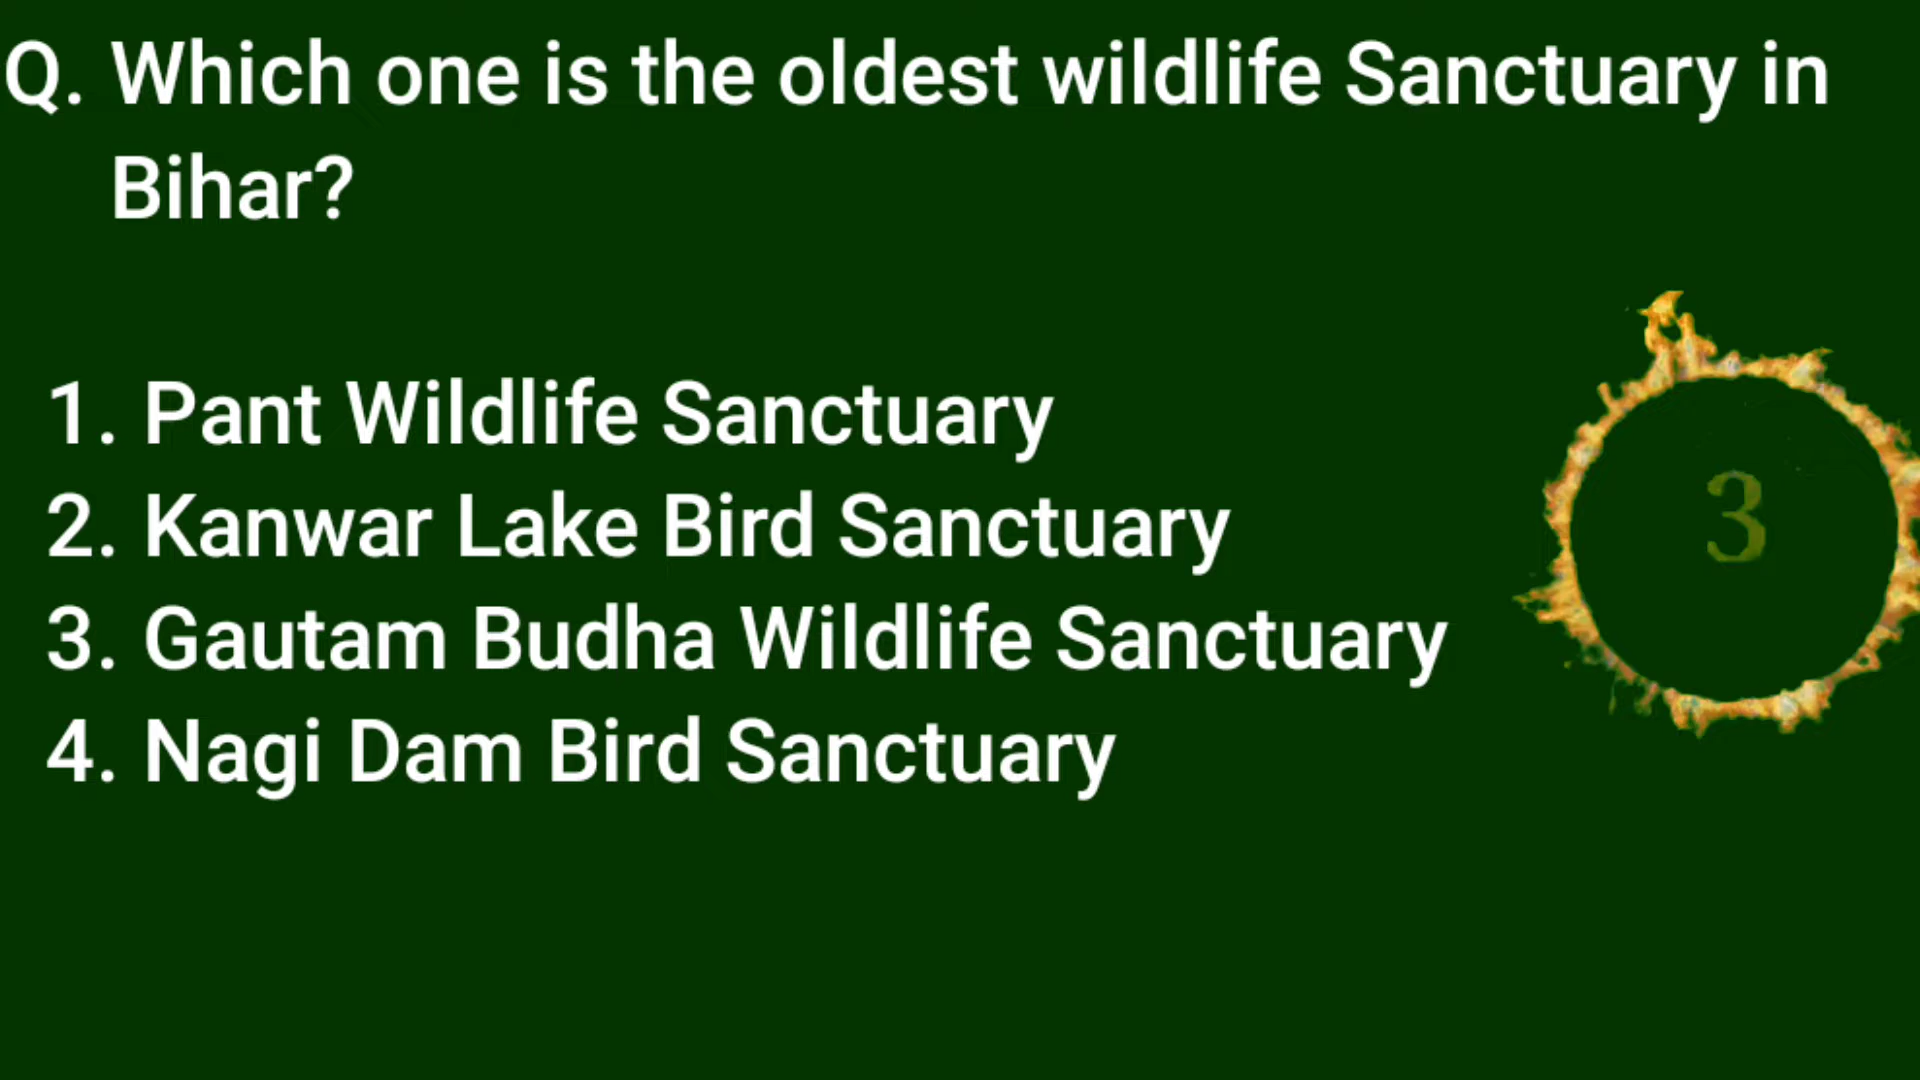 Q. Which one is the oldest wildlife Sanctuary in
Bihar?
1. Pant Wildlife Sanctuary
2. Kanwar Lake Bird Sanctuary
3. Gautam Budha Wildlife Sanctuary
4. Nagi Dam Bird Sanctuary
3